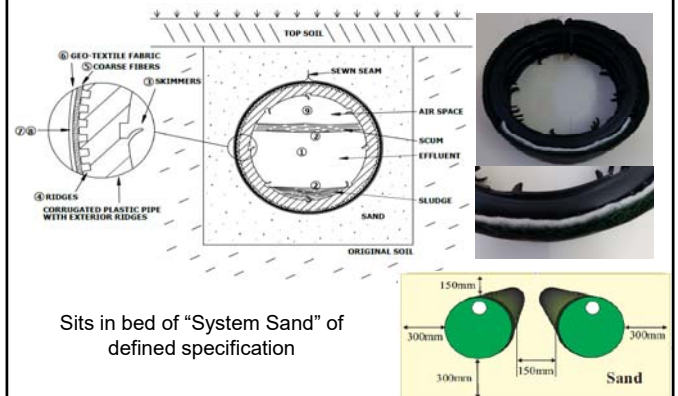 TOP SOIL
⑥ GEO-TEXTILE FABRIC
⑤ COARSE FIBERS
③ SKIMMERS
SEWN SEAM
⑨
AIR SPACE
②
SCUM
⑦⑧
①
EFFLUENT
②
SLUDGE
④ RIDGES
CORRUGATED PLASTIC PIPE
WITH EXTERIOR RIDGES
SAND
ORIGINAL SOIL
Sits in bed of “System Sand” of
defined specification
150mm
300mm
300mm
150mm
300mm
Sand